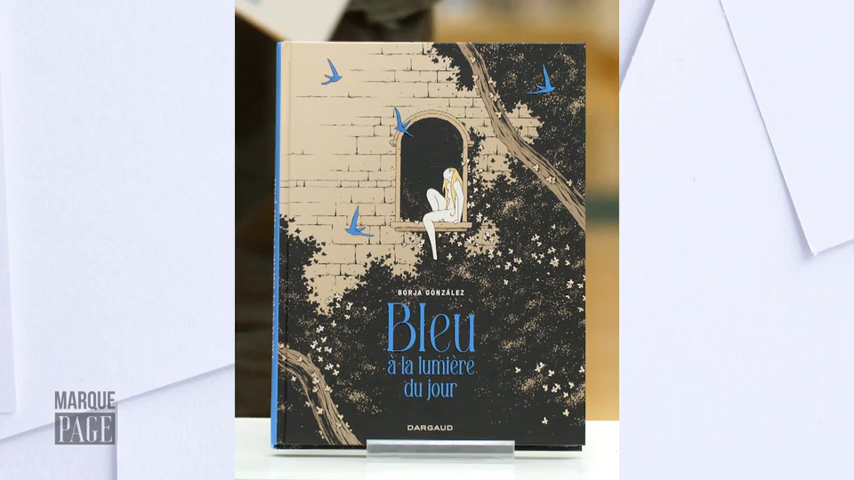 BORJA GONZÁLEZ
Bleu
à la lumière
du jour
DARGAUD
MARQUE
PAGE